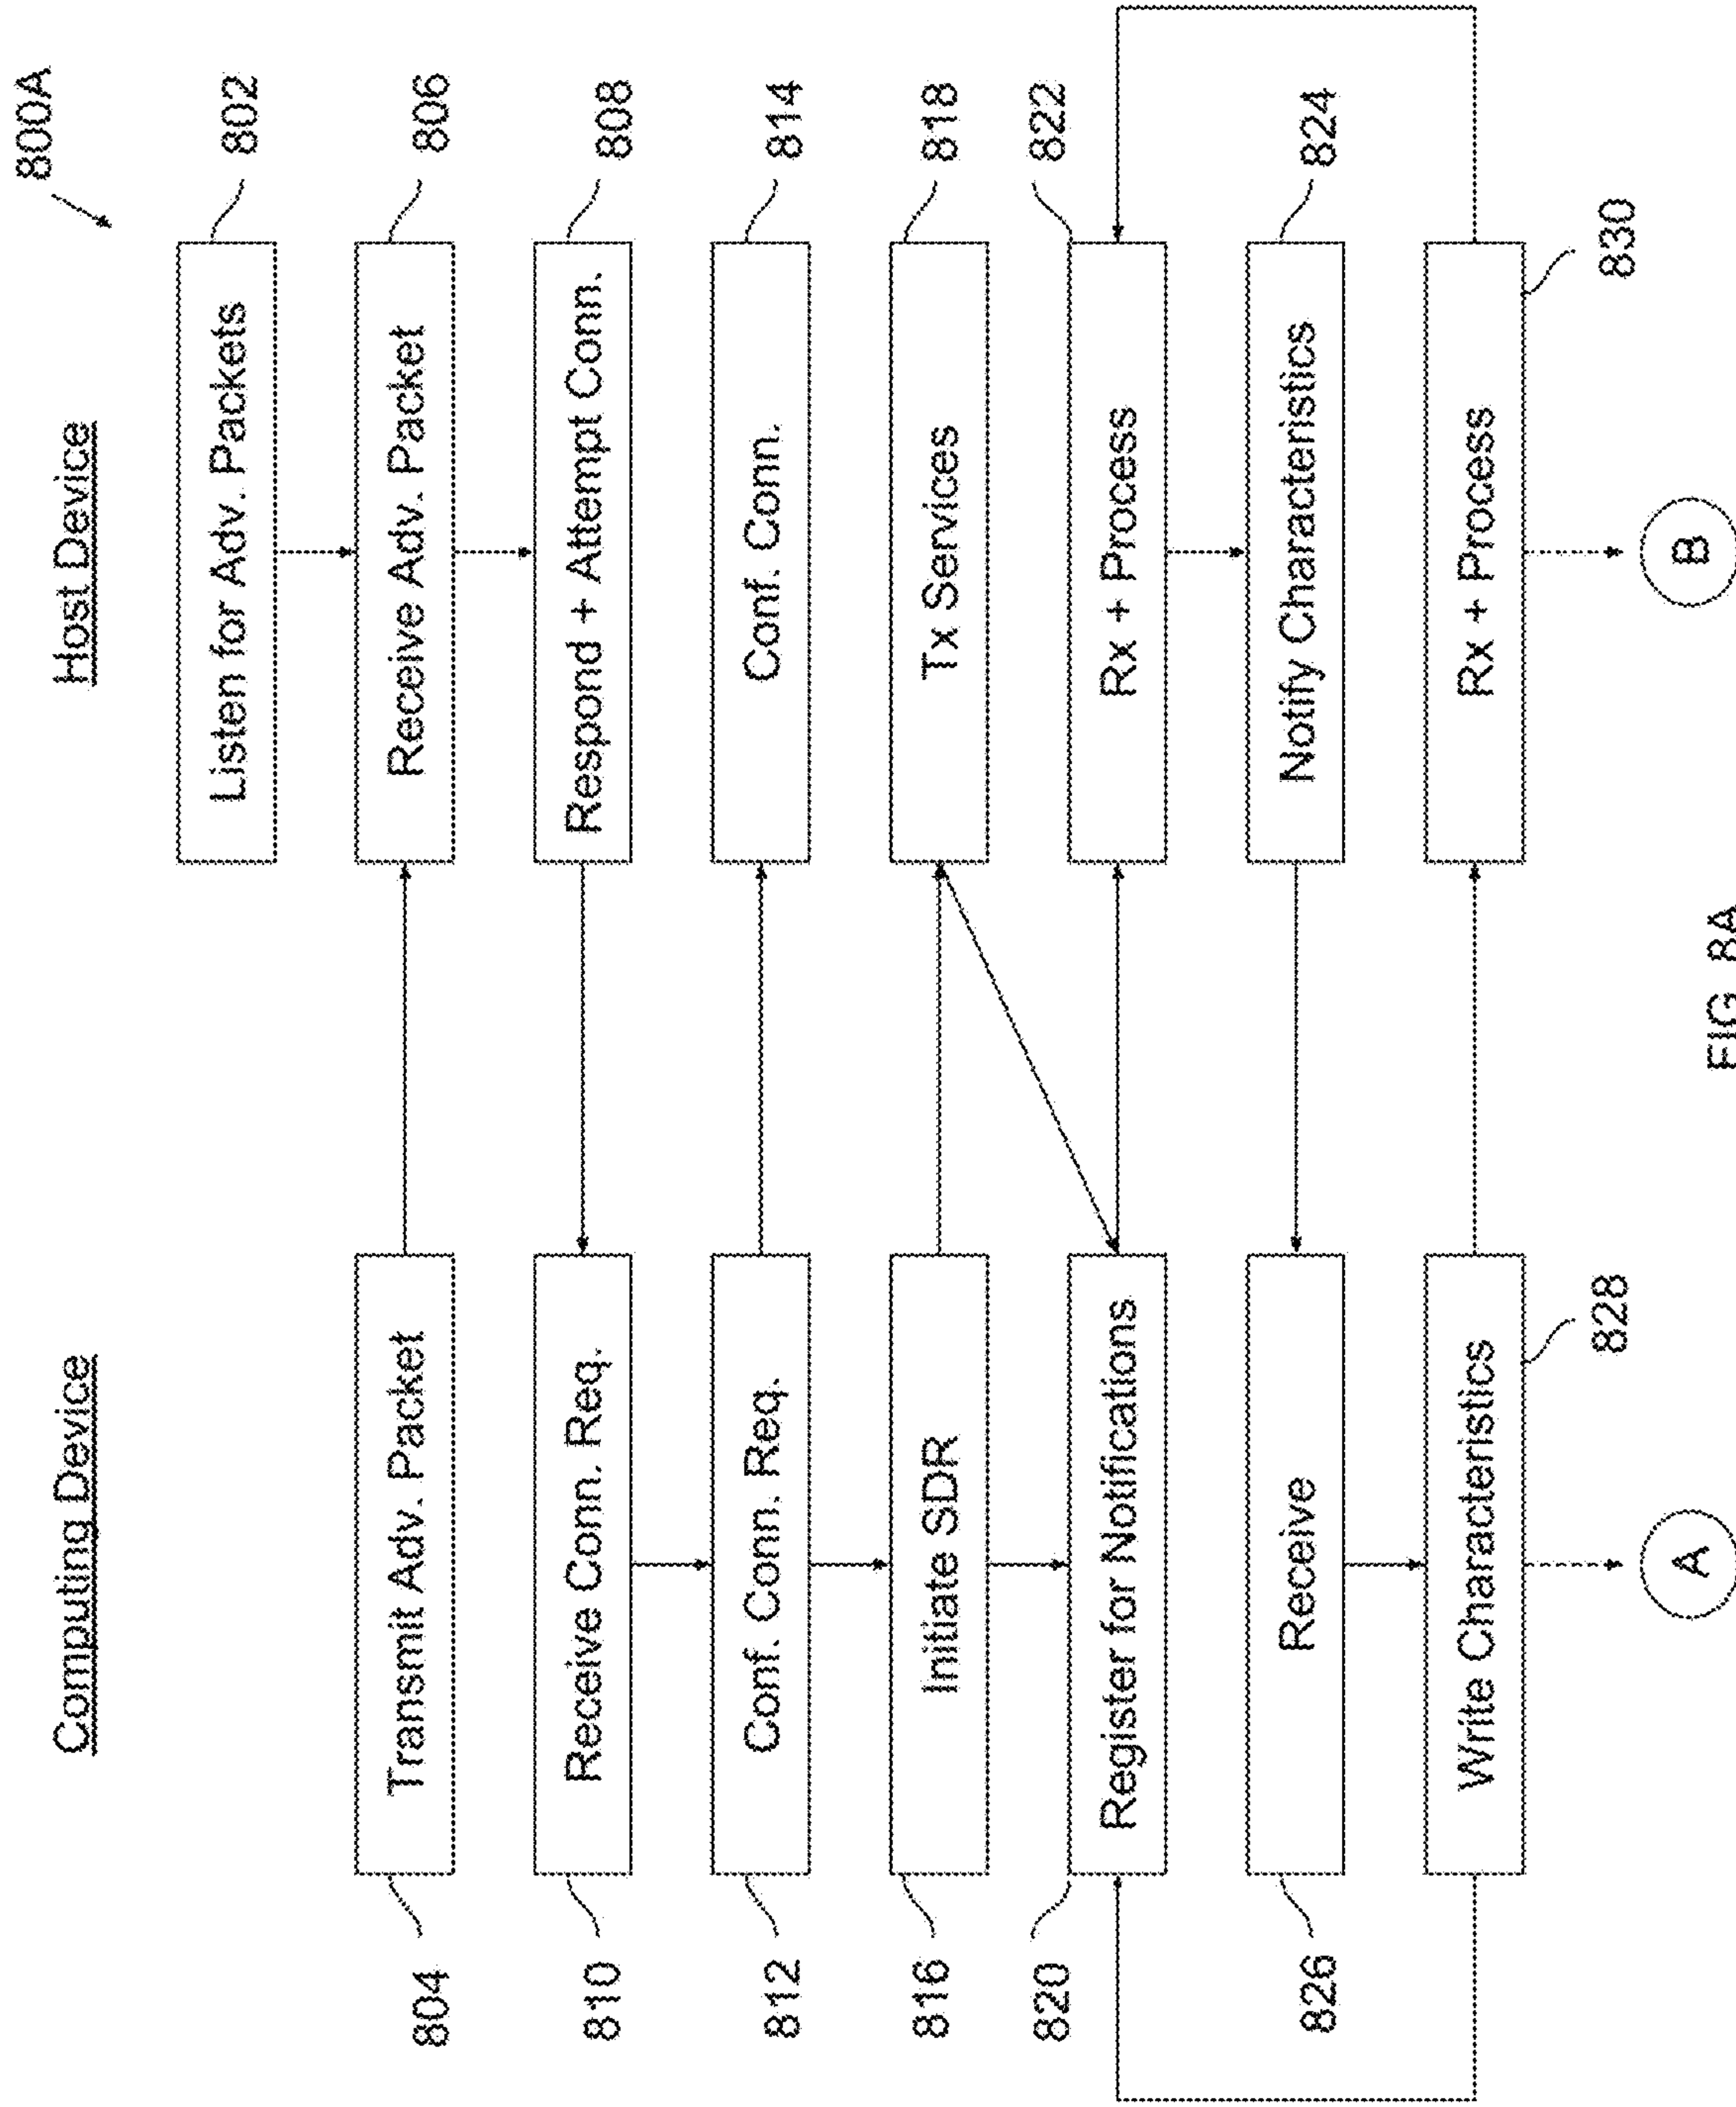 800A
Computing Device
Host Device
Listen for Adv. Packets
802
804
Transmit Adv. Packet
Receive Adv. Packet
806
810
Receive Conn. Req.
Respond + Attempt Conn.
808
812
Conf. Conn. Req.
Conf. Conn.
814
816
Initiate SDR
Tx Services
818
820
Register for Notifications
Rx + Process
822
826
Receive
Notify Characteristics
824
Write Characteristics
828
Rx + Process
830
A
B
FIG. 8A